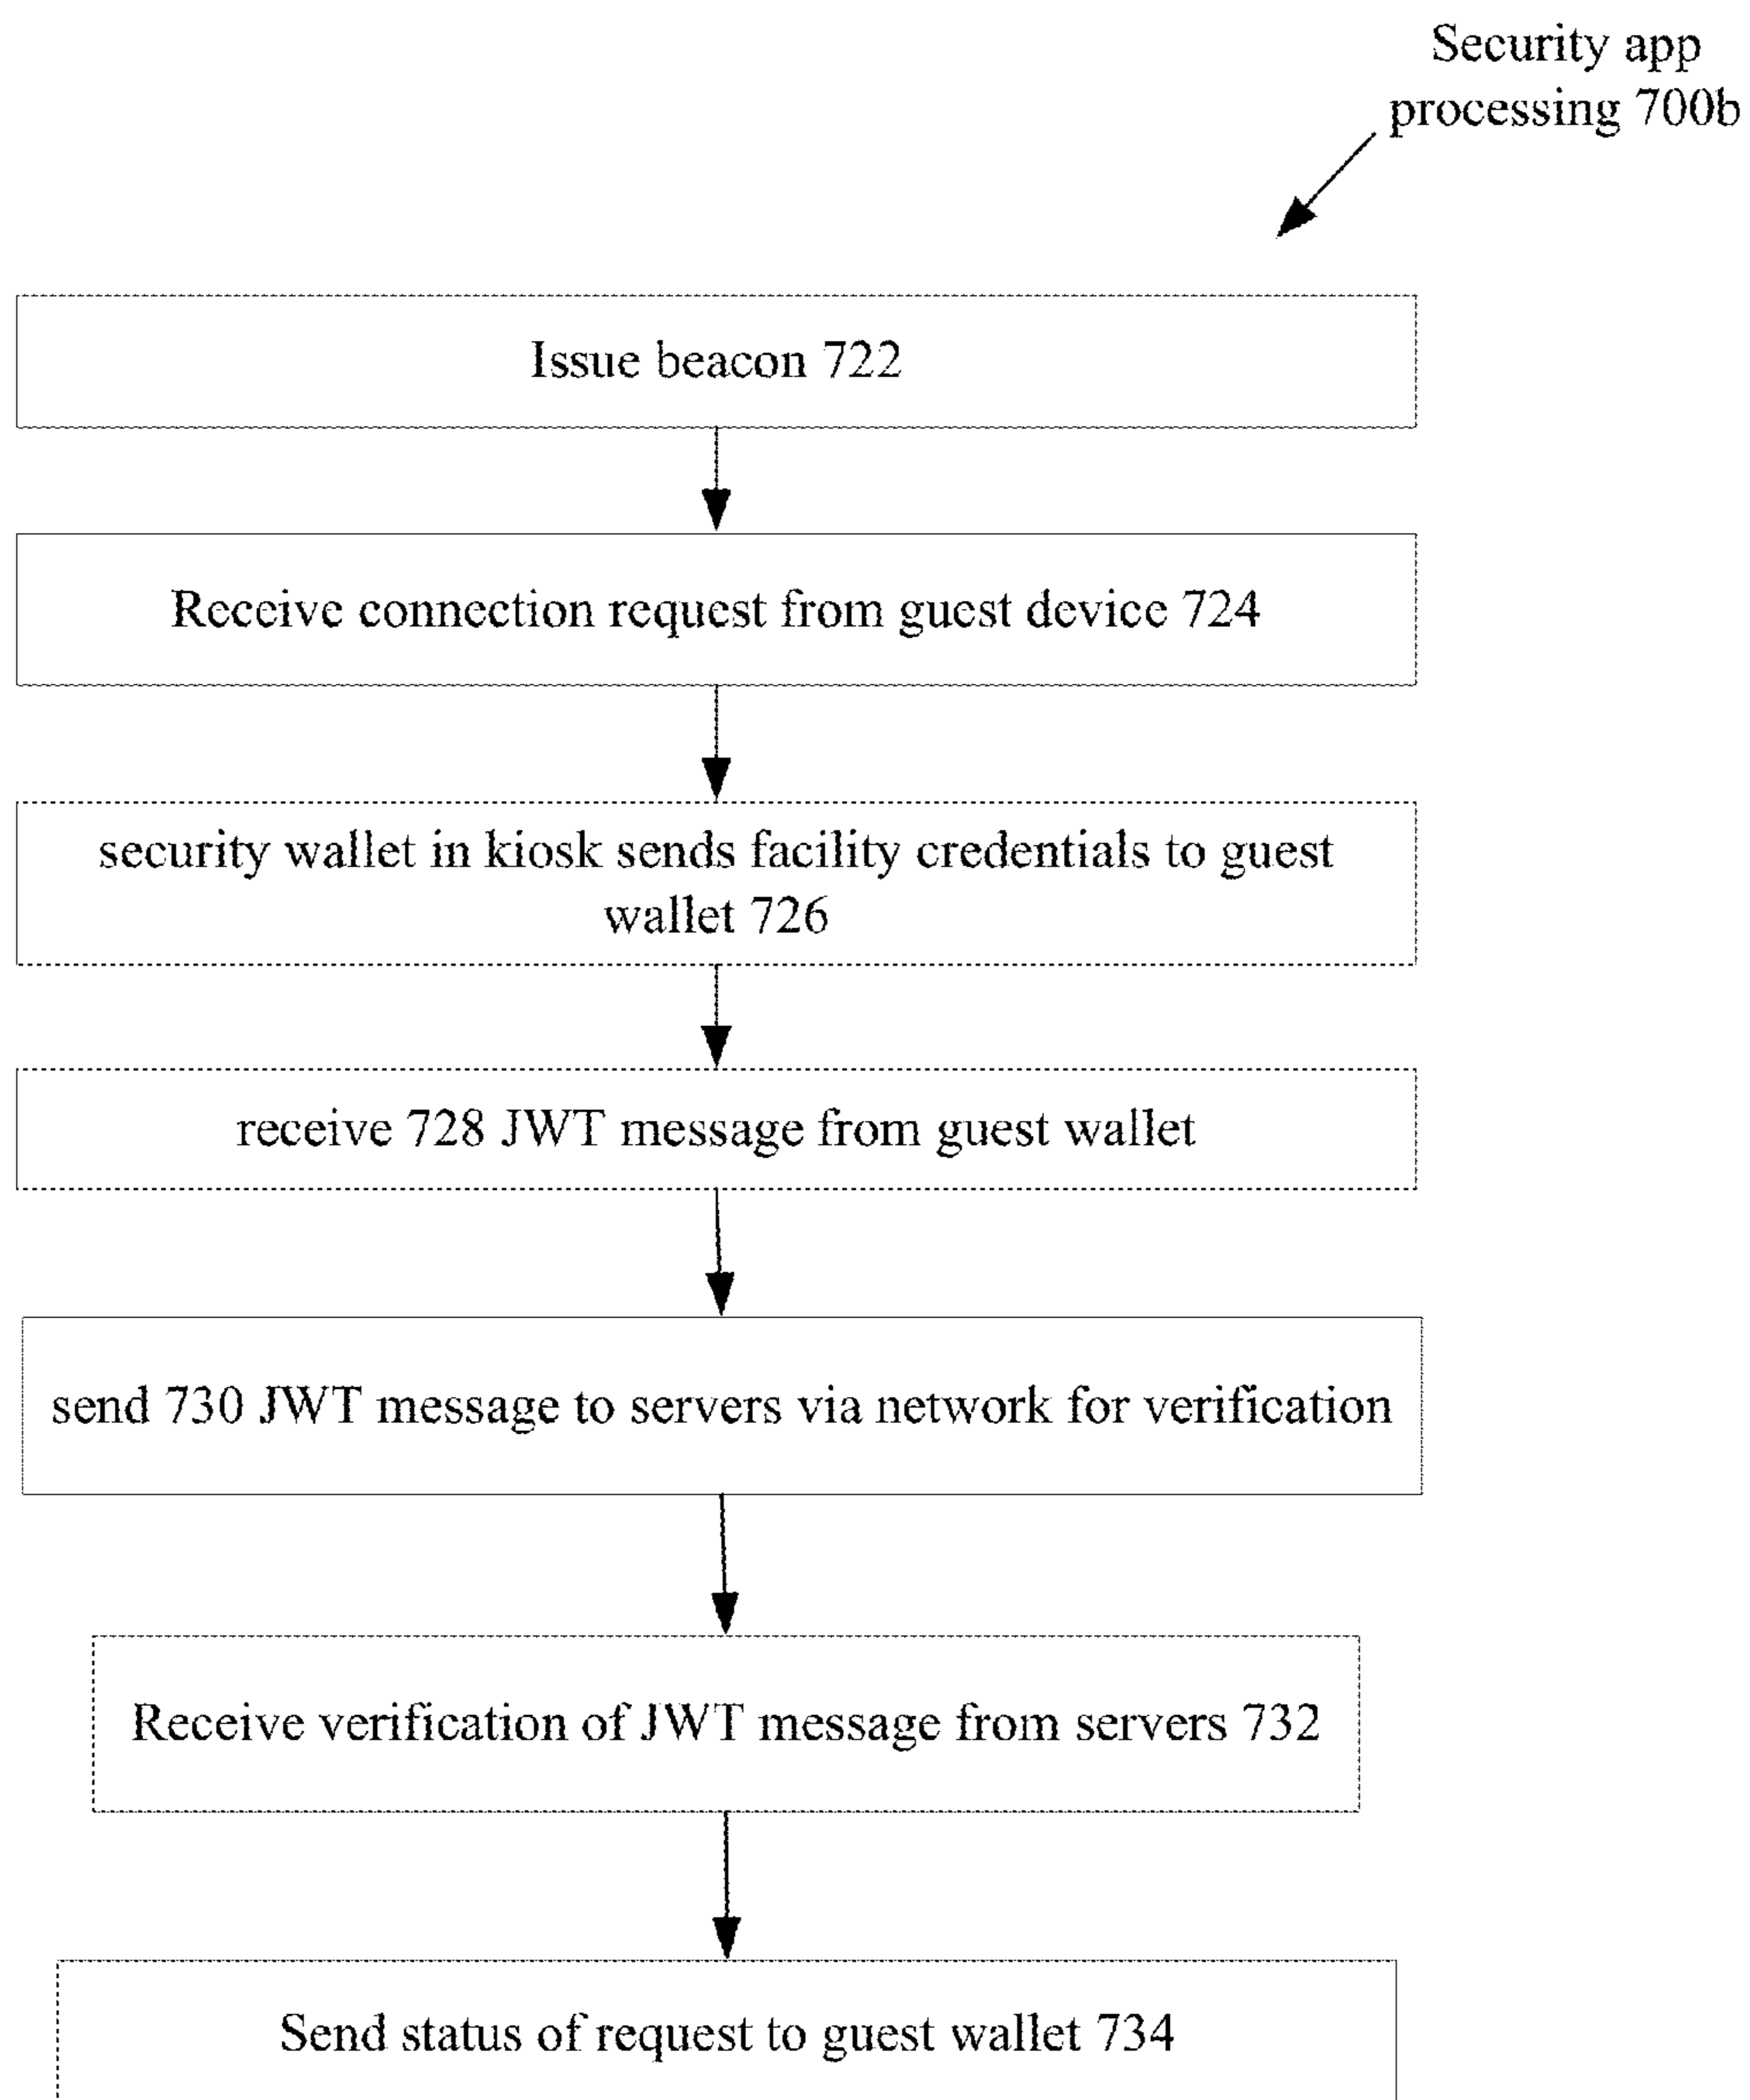 Security app
processing 700b
Issue beacon 722
Receive connection request from guest device 724
security wallet in kiosk sends facility credentials to guest
wallet 726
receive 728 JWT message from guest wallet
send 730 JWT message to servers via network for verification
Receive verification of JWT message from servers 732
Send status of request to guest wallet 734